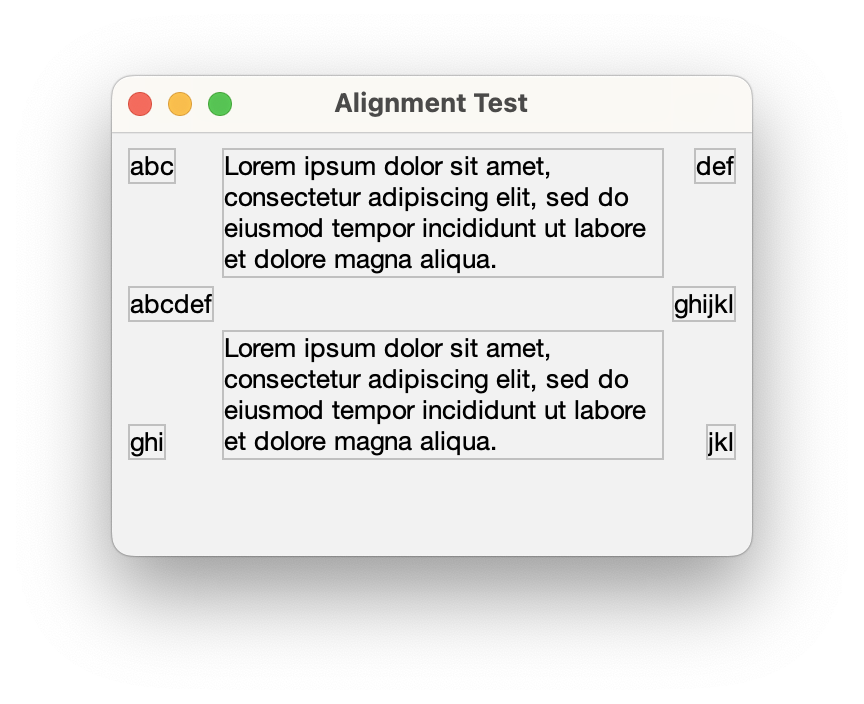 Alignment Test
abc
Lorem ipsum dolor sit amet,
consectetur adipiscing elit, sed do
eiusmod tempor incididunt ut labore
et dolore magna aliqua.
def
abcdef
ghijkl
Lorem ipsum dolor sit amet,
consectetur adipiscing elit, sed do
eiusmod tempor incididunt ut labore
et dolore magna aliqua.
ghi
jkl